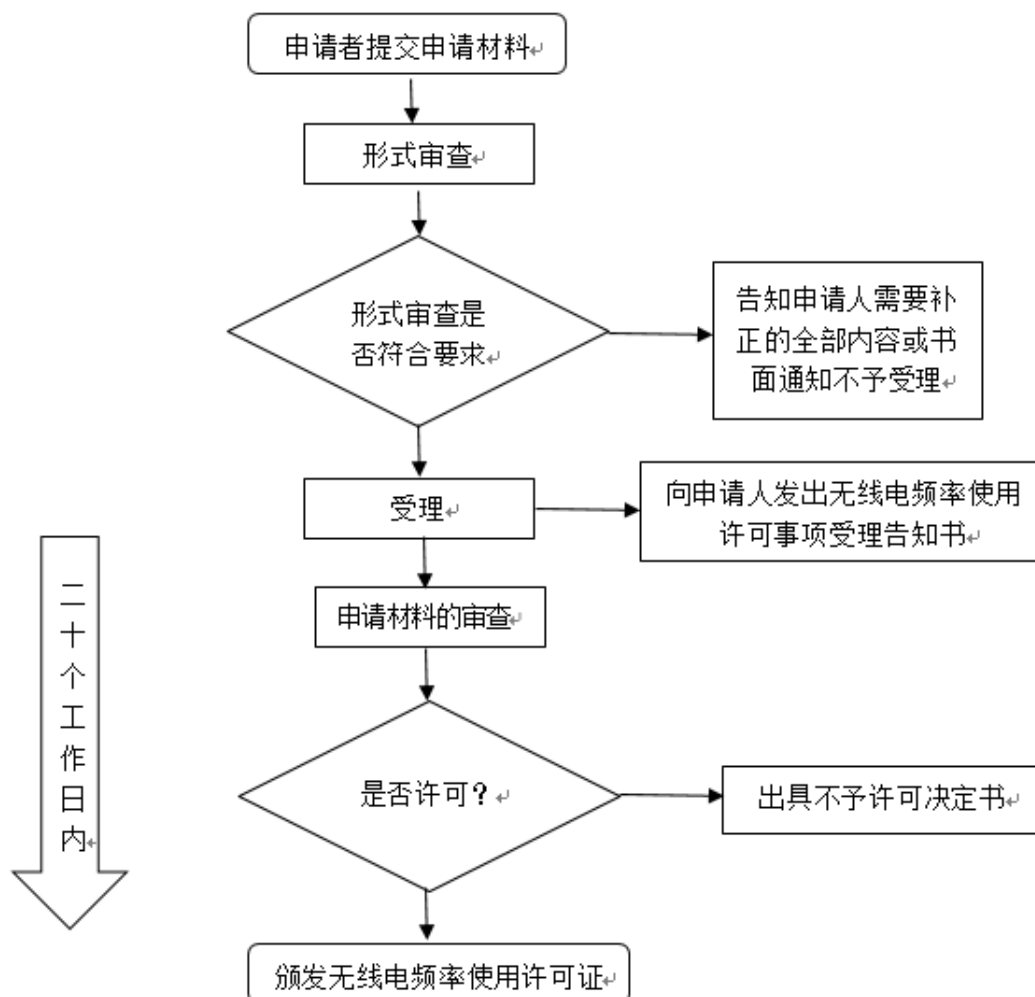 申请者提交申请材料
形式审查
形式审查是
否符合要求
告知申请人需要补
正的全部内容或书
面通知不予受理
受理
向申请人发出无线电频率使用
许可事项受理告知书
申请材料的审查
二十个工作日内
是否许可？
出具不予许可决定书
颁发无线电频率使用许可证